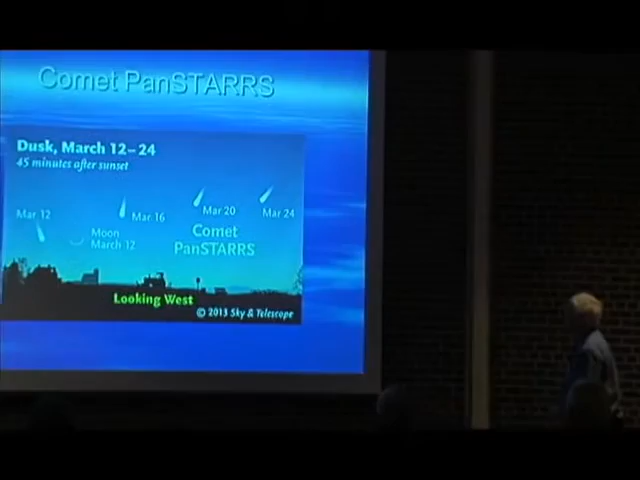 Comet PanSTARRS
Dusk, March 12–24
45 minutes after sunset
Mar 12
Mar 16
Mar 20
Mar 24
Moon
March 12
Comet
PanSTARRS
Looking West
© 2013 Sky & Telescope